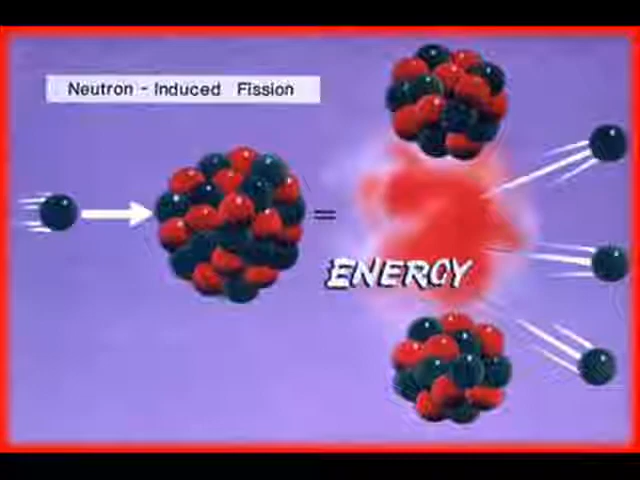 Neutron - Induced Fission
=
ENERGY